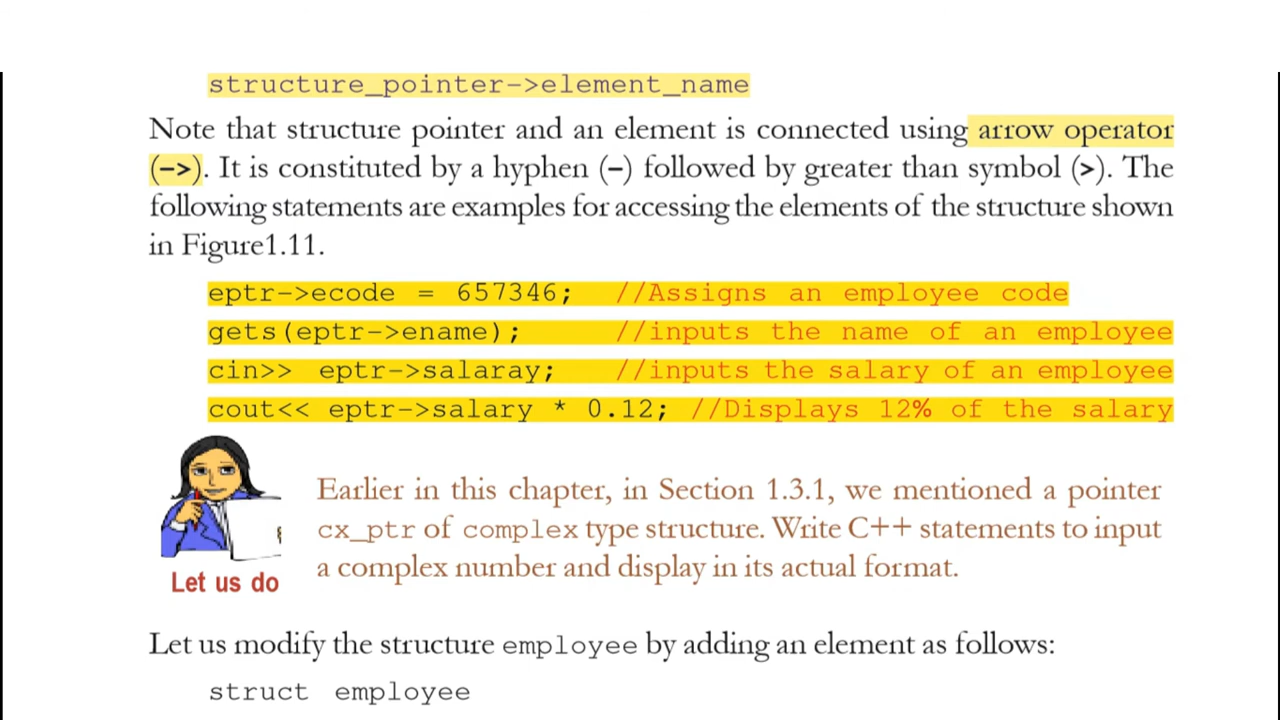 structure_pointer->element_name
Note that structure pointer and an element is connected using arrow operator
(->). It is constituted by a hyphen (-) followed by greater than symbol (>). The
following statements are examples for accessing the elements of the structure shown
in Figure1.11.
eptr->ecode = 657346; //Assigns an employee code
gets(eptr->ename); //inputs the name of an employee
cin>> eptr->salaray; //inputs the salary of an employee
cout<< eptr->salary * 0.12; //Displays 12% of the salary
Earlier in this chapter, in Section 1.3.1, we mentioned a pointer
cx_ptr of complex type structure. Write C++ statements to input
a complex number and display in its actual format.
Let us do
Let us modify the structure employee by adding an element as follows:
struct employee